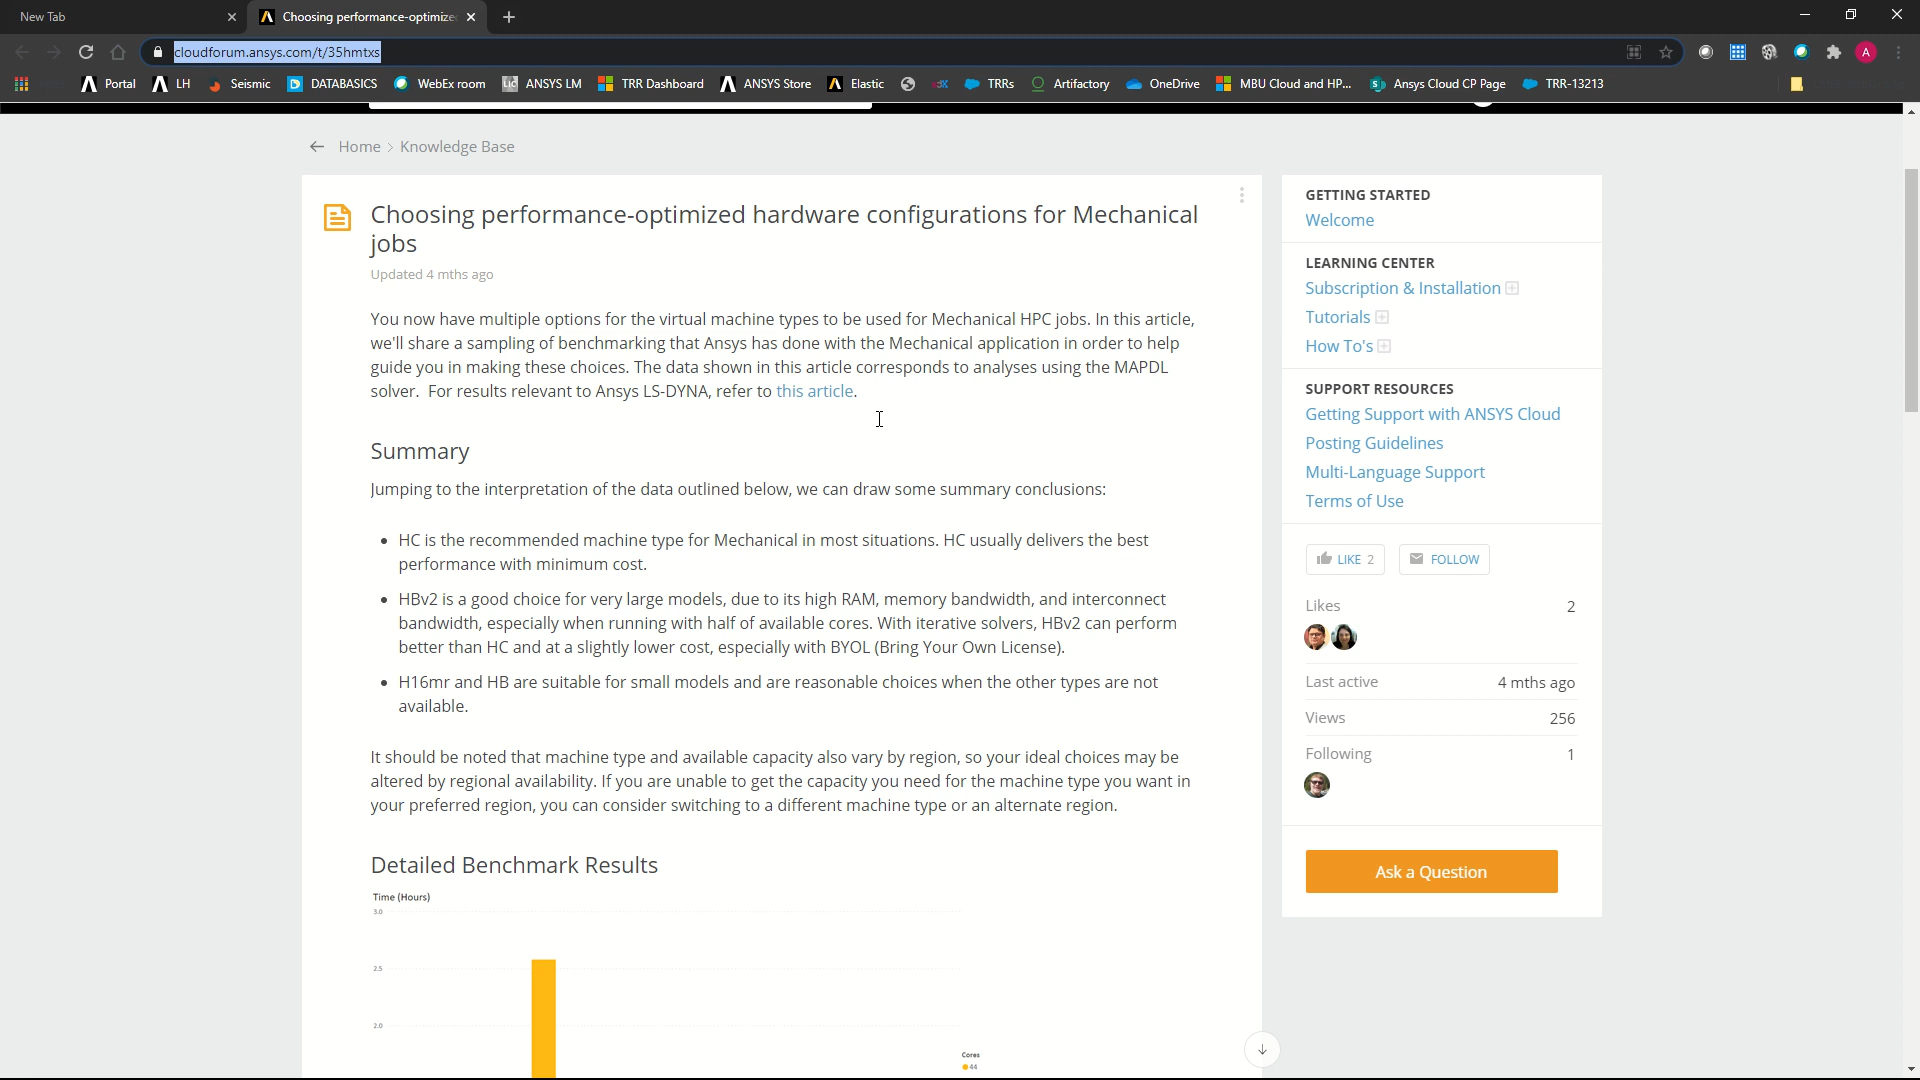 New Tab
Choosing performance-optimize
cloudforum.ansys.com/t/35hmtxs
A
Portal
LH
Seismic
DATABASICS
WebEx room
ANSYS LM
TRR Dashboard
ANSYS Store
Elastic
TRRs
Artifactory
OneDrive
MBU Cloud and HP...
Ansys Cloud CP Page
TRR-13213
Home > Knowledge Base
Choosing performance-optimized hardware configurations for Mechanical
jobs
Updated 4 mths ago
You now have multiple options for the virtual machine types to be used for Mechanical HPC jobs. In this article,
we'll share a sampling of benchmarking that Ansys has done with the Mechanical application in order to help
guide you in making these choices. The data shown in this article corresponds to analyses using the MAPDL
solver. For results relevant to Ansys LS-DYNA, refer to this article.
Summary
Jumping to the interpretation of the data outlined below, we can draw some summary conclusions:
• HC is the recommended machine type for Mechanical in most situations. HC usually delivers the best
performance with minimum cost.
• HBv2 is a good choice for very large models, due to its high RAM, memory bandwidth, and interconnect
bandwidth, especially when running with half of available cores. With iterative solvers, HBv2 can perform
better than HC and at a slightly lower cost, especially with BYOL (Bring Your Own License).
• H16mr and HB are suitable for small models and are reasonable choices when the other types are not
available.
It should be noted that machine type and available capacity also vary by region, so your ideal choices may be
altered by regional availability. If you are unable to get the capacity you need for the machine type you want in
your preferred region, you can consider switching to a different machine type or an alternate region.
Detailed Benchmark Results
Time (Hours)
3.0
2.5
2.0
Cores
44
GETTING STARTED
Welcome
LEARNING CENTER
Subscription & Installation
Tutorials
How To's
SUPPORT RESOURCES
Getting Support with ANSYS Cloud
Posting Guidelines
Multi-Language Support
Terms of Use
LIKE 2
FOLLOW
Likes 2
Last active 4 mths ago
Views 256
Following 1
Ask a Question